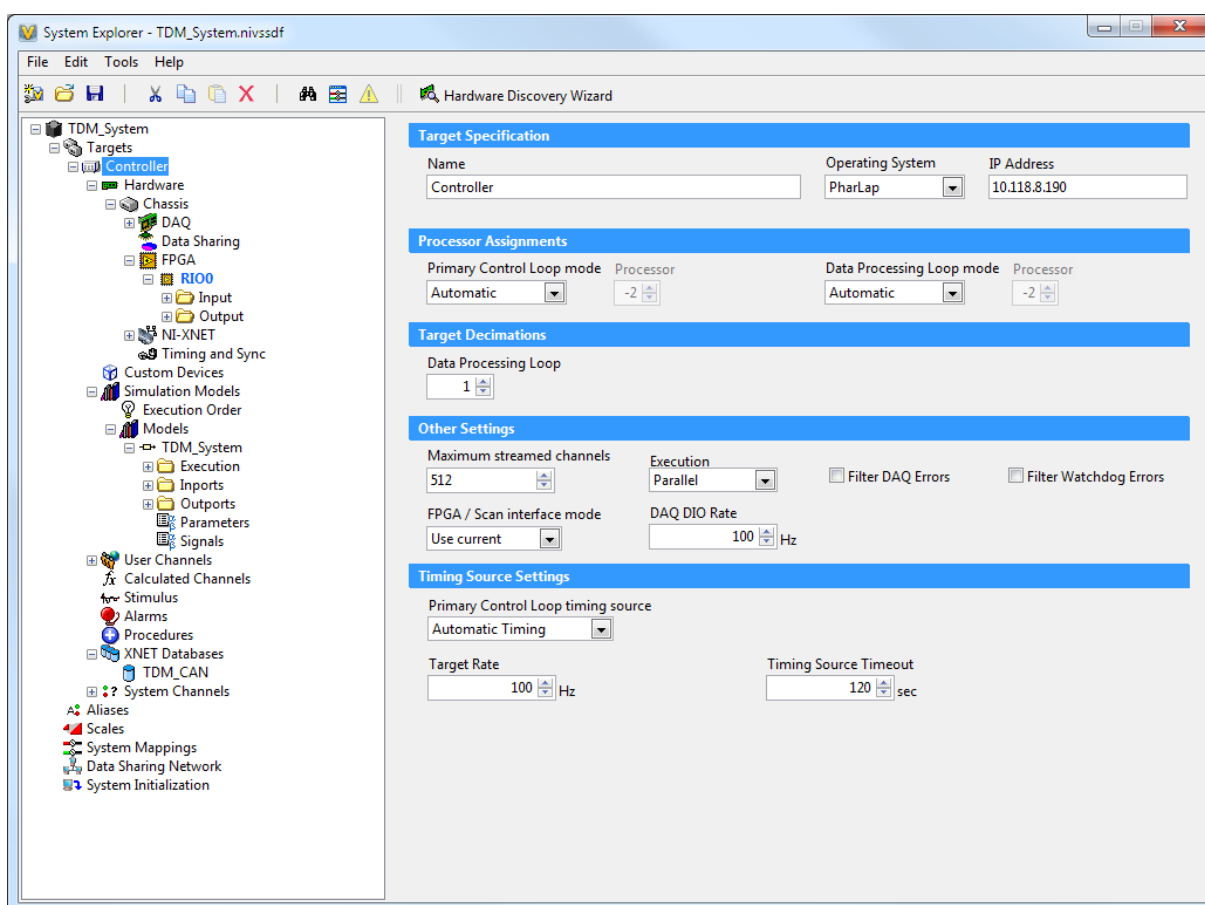 System Explorer - TDM_System.nivssdf
File Edit Tools Help
Hardware Discovery Wizard
TDM_System
Targets
Controller
Hardware
Chassis
DAQ
Data Sharing
FPGA
RIO0
Input
Output
NI-XNET
Timing and Sync
Custom Devices
Simulation Models
Execution Order
Models
TDM_System
Execution
Inports
Outports
Parameters
Signals
User Channels
Calculated Channels
Stimulus
Alarms
Procedures
XNET Databases
TDM_CAN
System Channels
Aliases
Scales
System Mappings
Data Sharing Network
System Initialization
Target Specification
Name Operating System IP Address
Controller PharLap 10.118.8.190
Processor Assignments
Primary Control Loop mode Processor Data Processing Loop mode Processor
Automatic -2 Automatic -2
Target Decimations
Data Processing Loop
1
Other Settings
Maximum streamed channels Execution
512 Parallel Filter DAQ Errors Filter Watchdog Errors
FPGA / Scan interface mode DAQ DIO Rate
Use current 100 Hz
Timing Source Settings
Primary Control Loop timing source
Automatic Timing
Target Rate Timing Source Timeout
100 Hz 120 sec